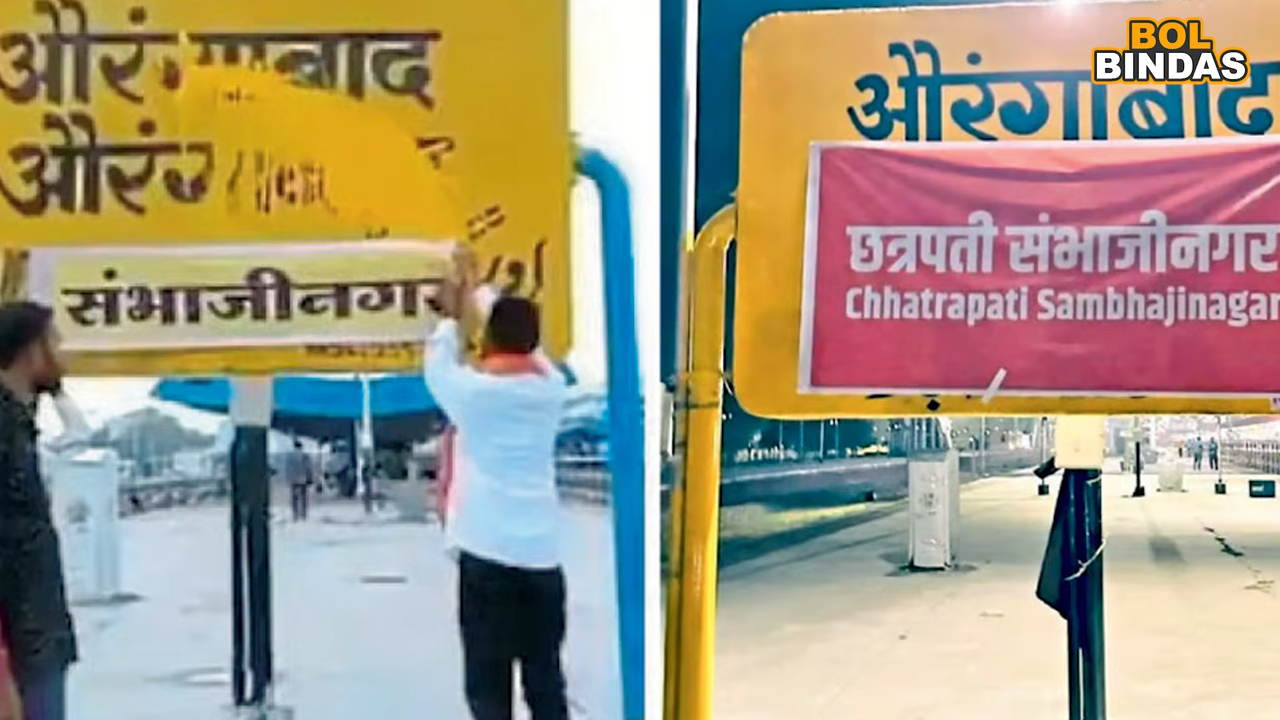 औरंगाबाद
संभाजीनगर
BOL
BINDAS
औरंगाबाद
छत्रपती संभाजीनगर
Chhatrapati Sambhajinagar